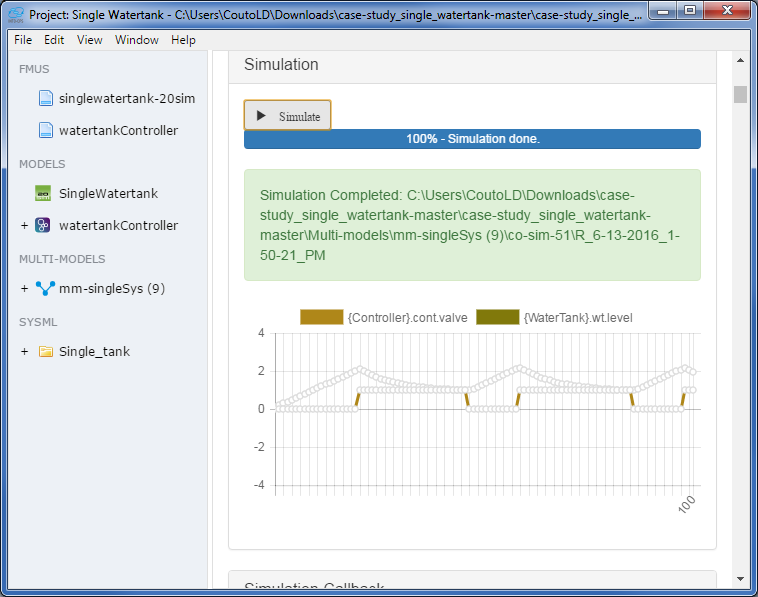 Project: Single Watertank - C:\Users\CoutoLD\Downloads\case-study_single_watertank-master\case-study_single_...
File Edit View Window Help
FMUS
singlewatertank-20sim
watertankController
MODELS
SingleWatertank
+ watertankController
MULTI-MODELS
+ mm-singleSys (9)
SYSML
+ Single_tank
Simulation
Simulate
100% - Simulation done.
Simulation Completed: C:\Users\CoutoLD\Downloads\case-
study_single_watertank-master\case-study_single_watertank-
master\Multi-models\mm-singleSys (9)\co-sim-51\R_6-13-2016_1-
50-21_PM
{Controller}.cont.valve {WaterTank}.wt.level
4
2
0
-2
-4
100
Simulation Callback